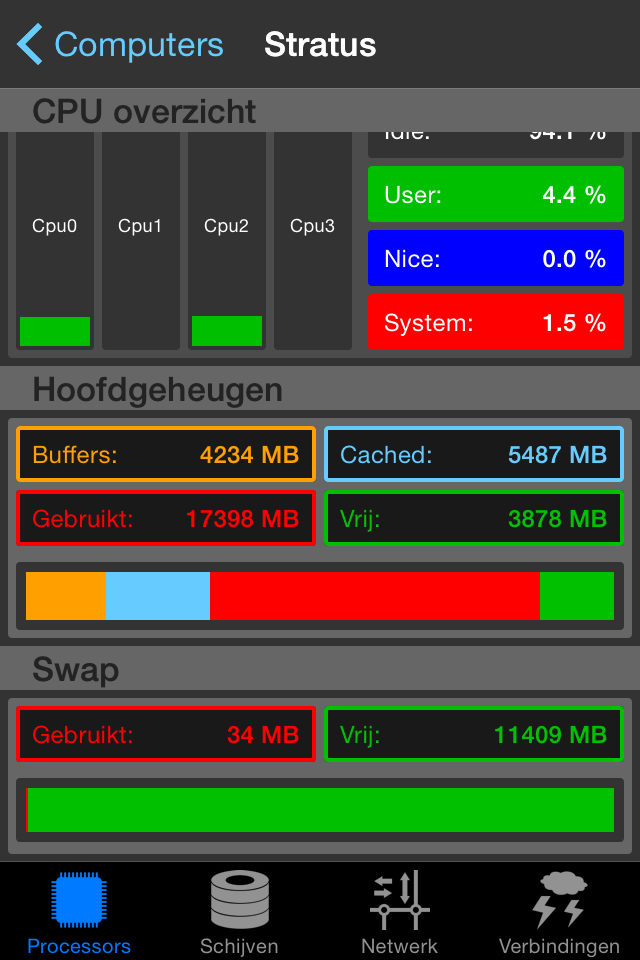 Computers Stratus
CPU overzicht
Idle: 94.1 %
Cpu0 Cpu1 Cpu2 Cpu3
User: 4.4 %
Nice: 0.0 %
System: 1.5 %
Hoofdgeheugen
Buffers: 4234 MB Cached: 5487 MB
Gebruikt: 17398 MB Vrij: 3878 MB
Swap
Gebruikt: 34 MB Vrij: 11409 MB
Processors Schijven Netwerk Verbindingen